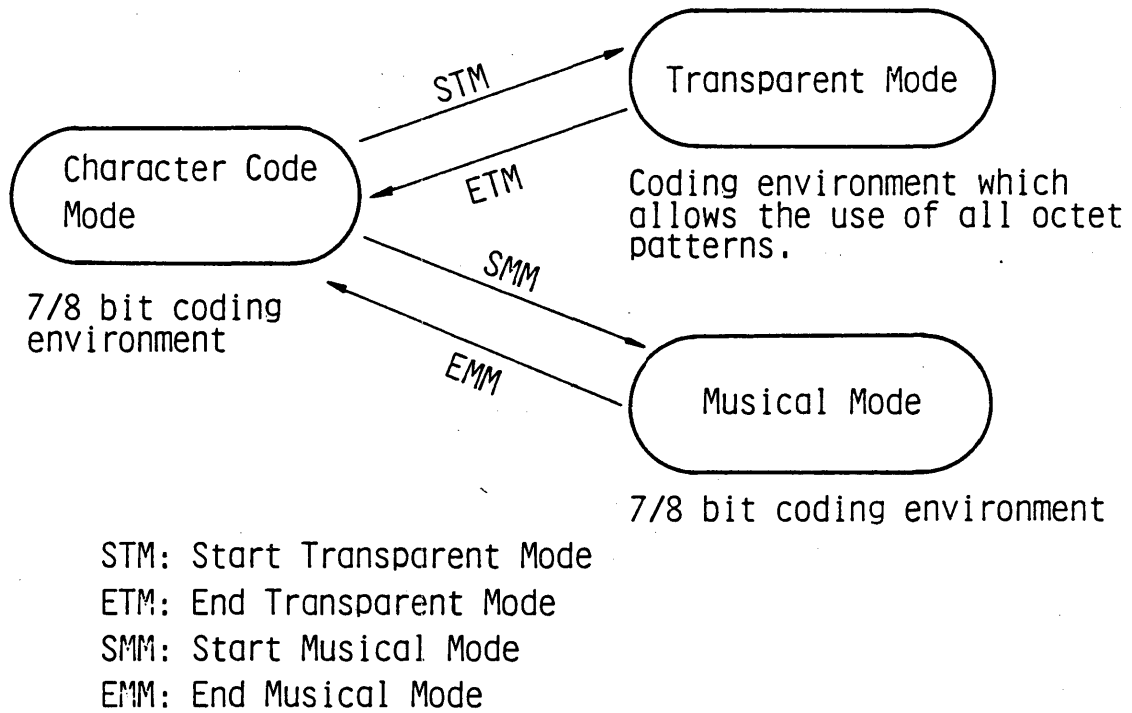 STM
Transparent Mode
Character Code
Mode
ETM
Coding environment which
allows the use of all octet
patterns.
SMM
7/8 bit coding
environment
EMM
Musical Mode
7/8 bit coding environment
STM: Start Transparent Mode
ETM: End Transparent Mode
SMM: Start Musical Mode
EMM: End Musical Mode